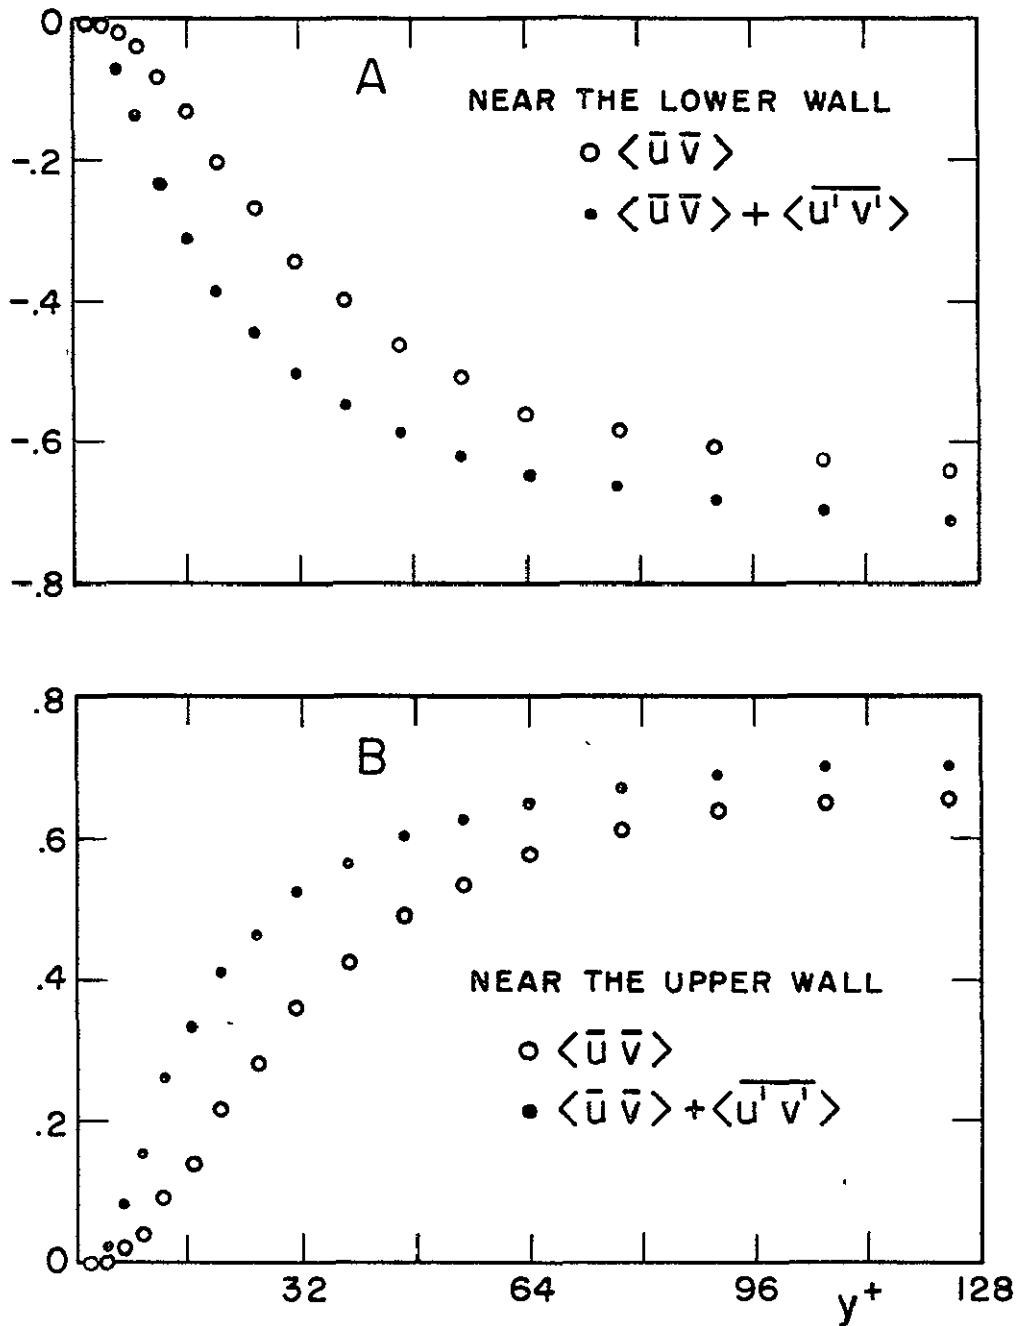 0
A
NEAR THE LOWER WALL
-.2
○ ⟨ū v̄⟩
● ⟨ū v̄⟩ + ⟨u̅'̅ ̅v̅'̅⟩
-.4
-.6
-.8
.8
B
.6
.4
NEAR THE UPPER WALL
○ ⟨ū v̄⟩
● ⟨ū v̄⟩ + ⟨u̅'̅ ̅v̅'̅⟩
.2
0
32 64 96 y⁺ 128